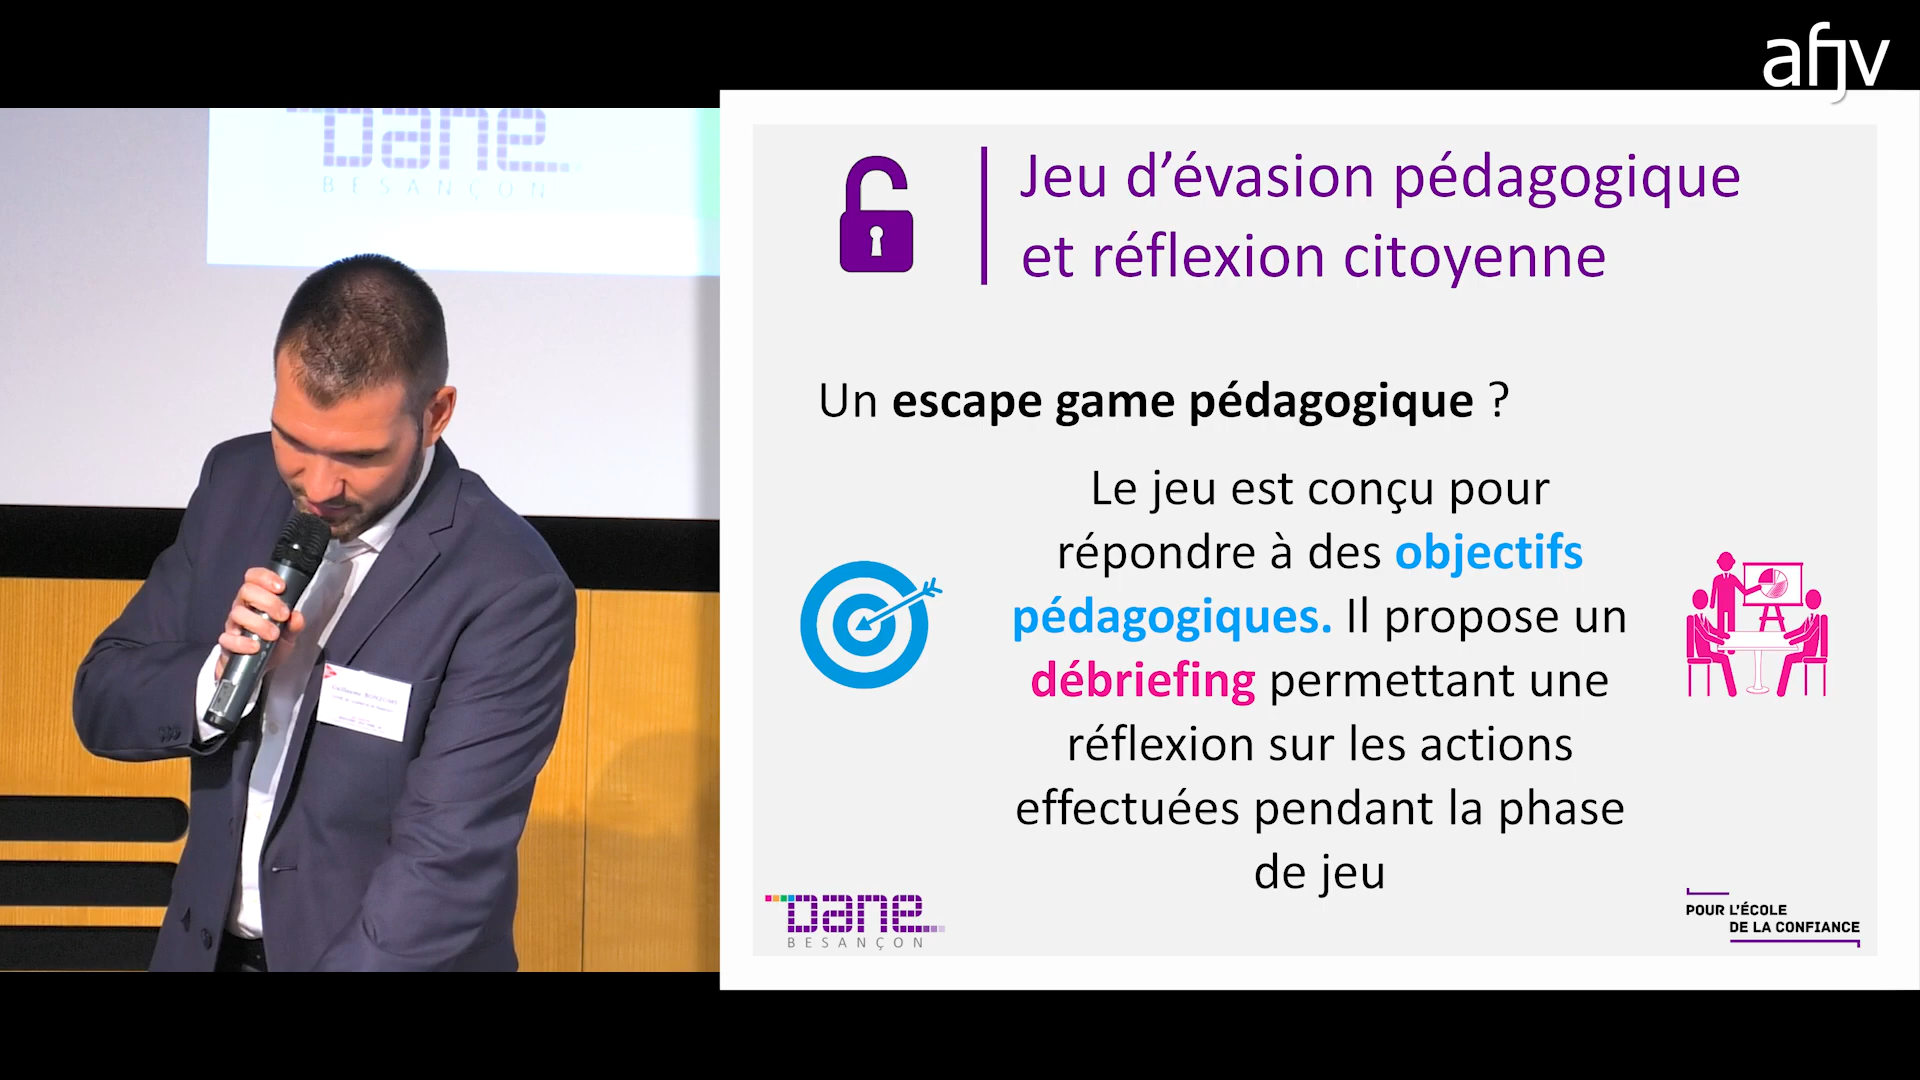 afjv
Dane
BESANÇON
Jeu d’évasion pédagogique
et réflexion citoyenne
Un escape game pédagogique ?
Le jeu est conçu pour
répondre à des objectifs
pédagogiques. Il propose un
débriefing permettant une
réflexion sur les actions
effectuées pendant la phase
de jeu
Dane
BESANÇON
POUR L’ÉCOLE
DE LA CONFIANCE
Guillaume